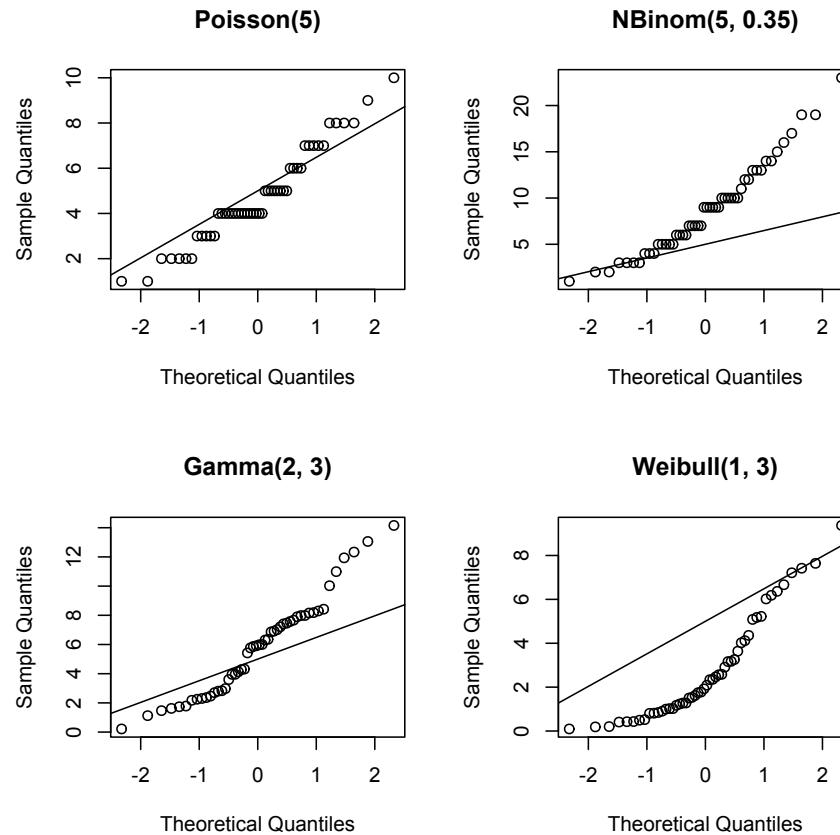 Poisson(5)
Sample Quantiles
10
8
6
4
2
-2 -1 0 1 2
Theoretical Quantiles
NBinom(5, 0.35)
Sample Quantiles
20
15
10
5
-2 -1 0 1 2
Theoretical Quantiles
Gamma(2, 3)
Sample Quantiles
12
8
6
4
2
0
-2 -1 0 1 2
Theoretical Quantiles
Weibull(1, 3)
Sample Quantiles
8
6
4
2
0
-2 -1 0 1 2
Theoretical Quantiles